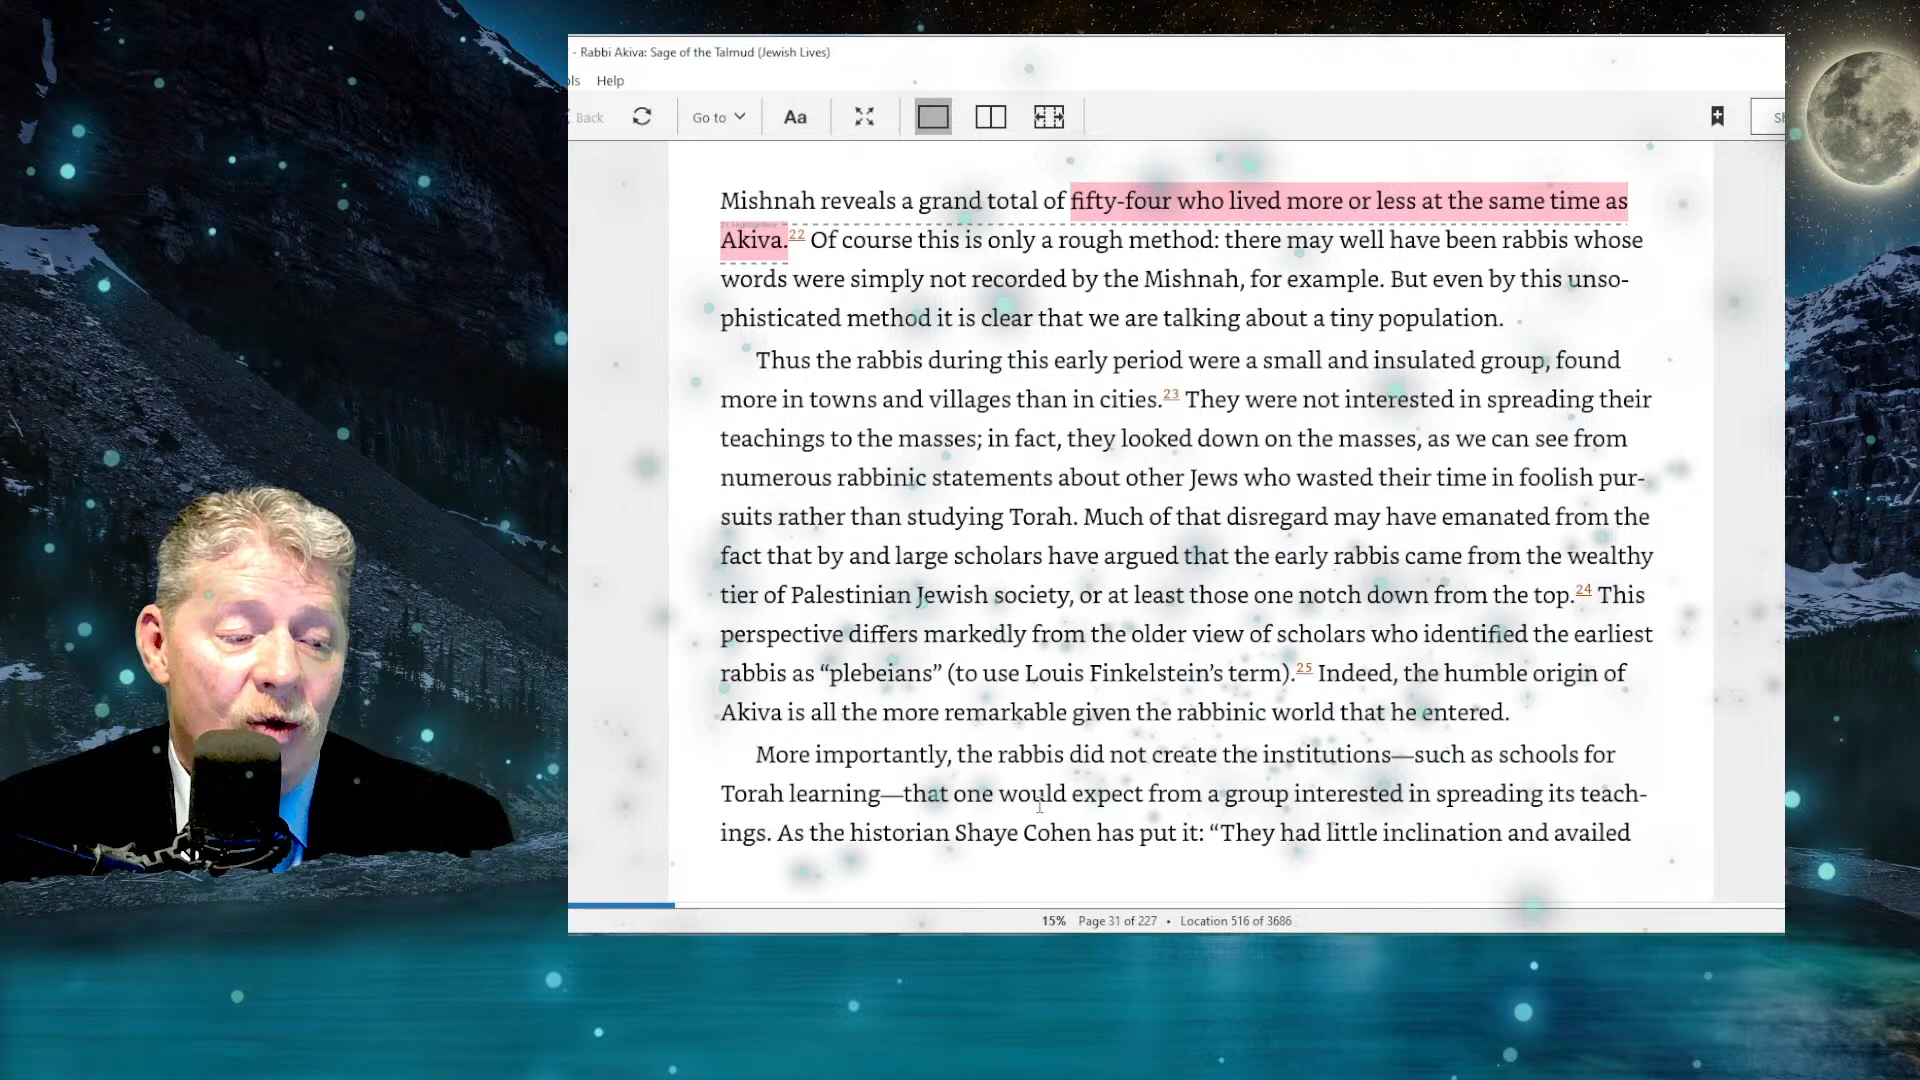 - Rabbi Akiva: Sage of the Talmud (Jewish Lives)
ols Help
Back Go to Aa
Mishnah reveals a grand total of fifty-four who lived more or less at the same time as
Akiva.22 Of course this is only a rough method: there may well have been rabbis whose
words were simply not recorded by the Mishnah, for example. But even by this unso-
phisticated method it is clear that we are talking about a tiny population.
Thus the rabbis during this early period were a small and insulated group, found
more in towns and villages than in cities.23 They were not interested in spreading their
teachings to the masses; in fact, they looked down on the masses, as we can see from
numerous rabbinic statements about other Jews who wasted their time in foolish pur-
suits rather than studying Torah. Much of that disregard may have emanated from the
fact that by and large scholars have argued that the early rabbis came from the wealthy
tier of Palestinian Jewish society, or at least those one notch down from the top.24 This
perspective differs markedly from the older view of scholars who identified the earliest
rabbis as “plebeians” (to use Louis Finkelstein’s term).25 Indeed, the humble origin of
Akiva is all the more remarkable given the rabbinic world that he entered.
More importantly, the rabbis did not create the institutions—such as schools for
Torah learning—that one would expect from a group interested in spreading its teach-
ings. As the historian Shaye Cohen has put it: “They had little inclination and availed
15% Page 31 of 227 • Location 516 of 3686